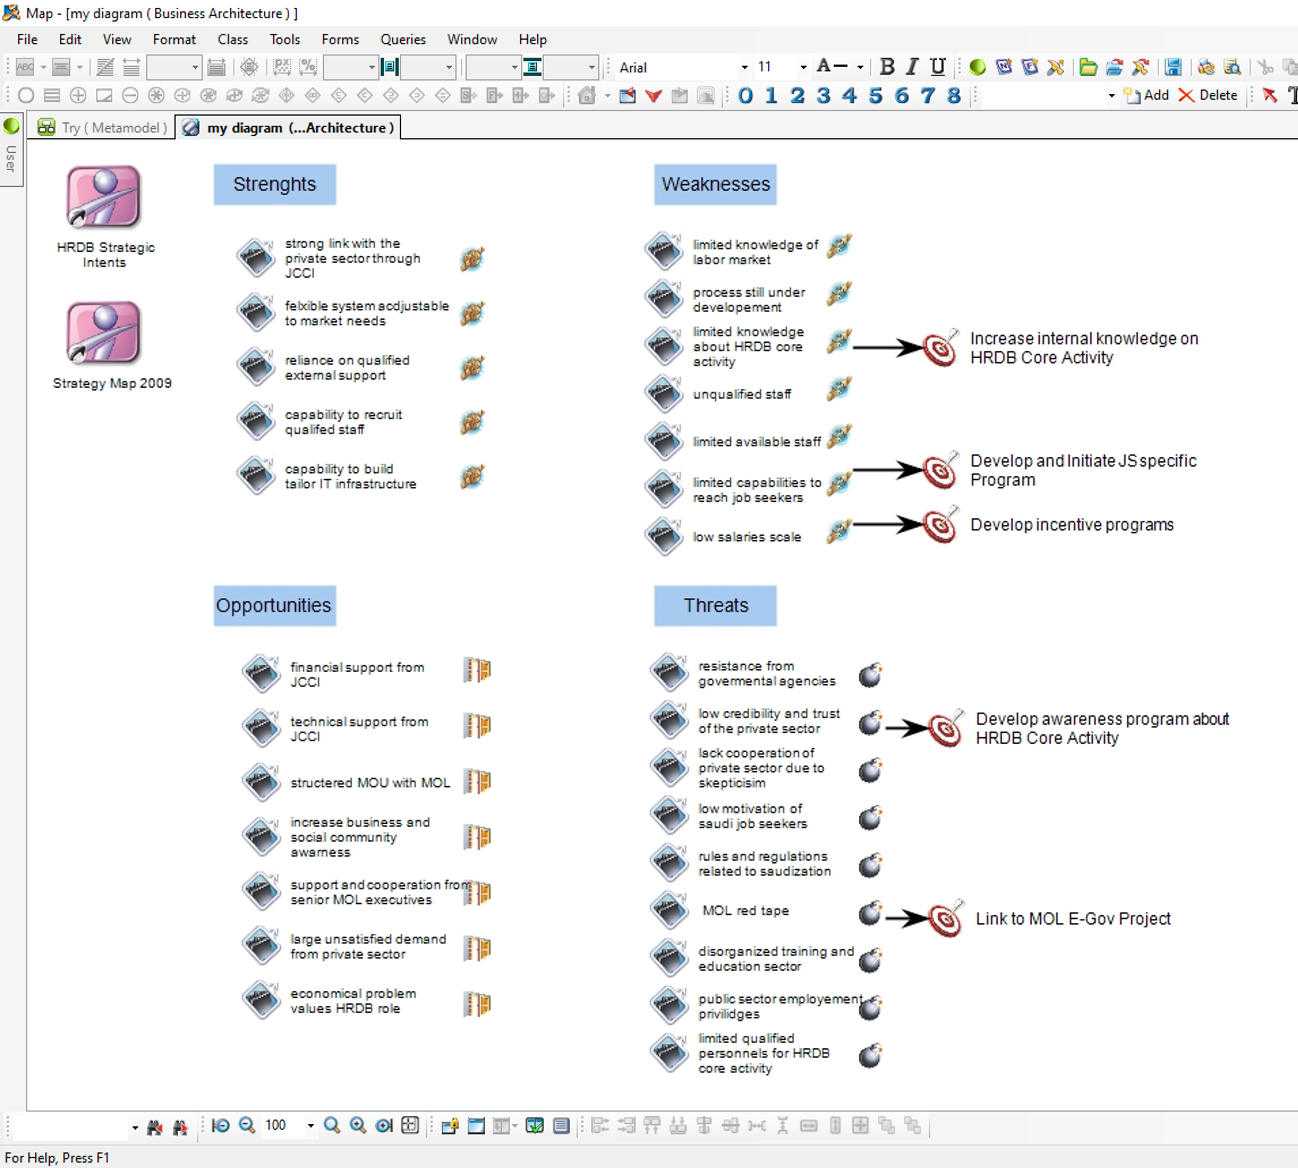 Map - [my diagram ( Business Architecture ) ]
File Edit View Format Class Tools Forms Queries Window Help
ABC Arial 11 A B I U
0 1 2 3 4 5 6 7 8 Add Delete
User
Try ( Metamodel )
my diagram (...Architecture )
HRDB Strategic
Intents
Strategy Map 2009
Strenghts
strong link with the
private sector through
JCCI
felxible system acdjustable
to market needs
reliance on qualified
external support
capability to recruit
qualifed staff
capability to build
tailor IT infrastructure
Weaknesses
limited knowledge of
labor market
process still under
developement
limited knowledge
about HRDB core
activity
unqualified staff
limited available staff
limited capabilities to
reach job seekers
low salaries scale
Increase internal knowledge on
HRDB Core Activity
Develop and Initiate JS specific
Program
Develop incentive programs
Opportunities
financial support from
JCCI
technical support from
JCCI
structered MOU with MOL
increase business and
social community
awarness
support and cooperation from
senior MOL executives
large unsatisfied demand
from private sector
economical problem
values HRDB role
Threats
resistance from
govermental agencies
low credibility and trust
of the private sector
lack cooperation of
private sector due to
skepticisim
low motivation of
saudi job seekers
rules and regulations
related to saudization
MOL red tape
disorganized training and
education sector
public sector employement
privilidges
limited qualified
personnels for HRDB
core activity
Develop awareness program about
HRDB Core Activity
Link to MOL E-Gov Project
100
For Help, Press F1